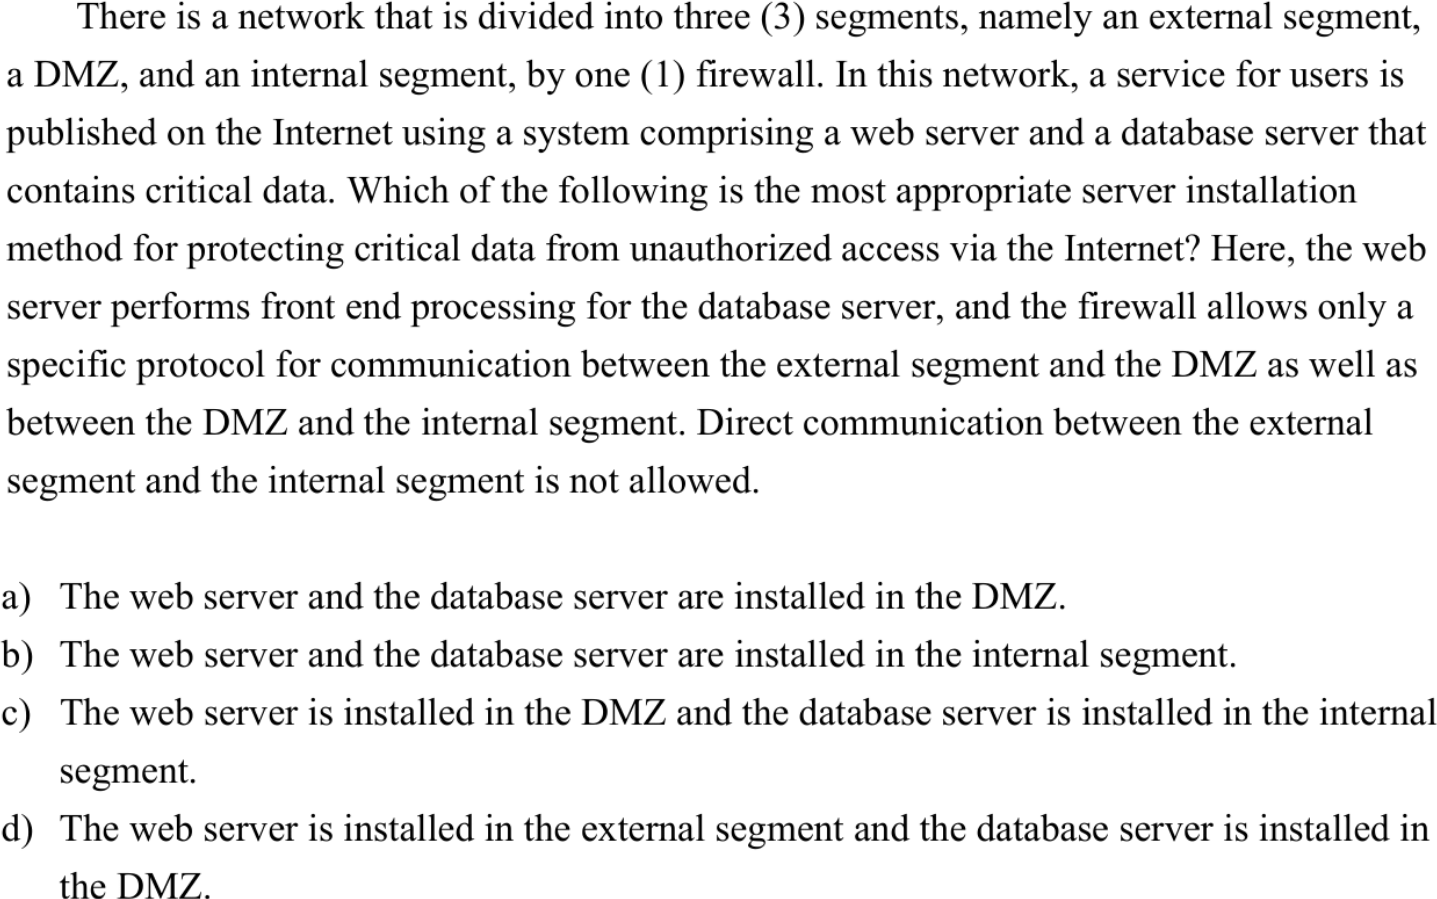 There is a network that is divided into three (3) segments, namely an external segment,
a DMZ, and an internal segment, by one (1) firewall. In this network, a service for users is
published on the Internet using a system comprising a web server and a database server that
contains critical data. Which of the following is the most appropriate server installation
method for protecting critical data from unauthorized access via the Internet? Here, the web
server performs front end processing for the database server, and the firewall allows only a
specific protocol for communication between the external segment and the DMZ as well as
between the DMZ and the internal segment. Direct communication between the external
segment and the internal segment is not allowed.
a) The web server and the database server are installed in the DMZ.
b) The web server and the database server are installed in the internal segment.
c) The web server is installed in the DMZ and the database server is installed in the internal
segment.
d) The web server is installed in the external segment and the database server is installed in
the DMZ.